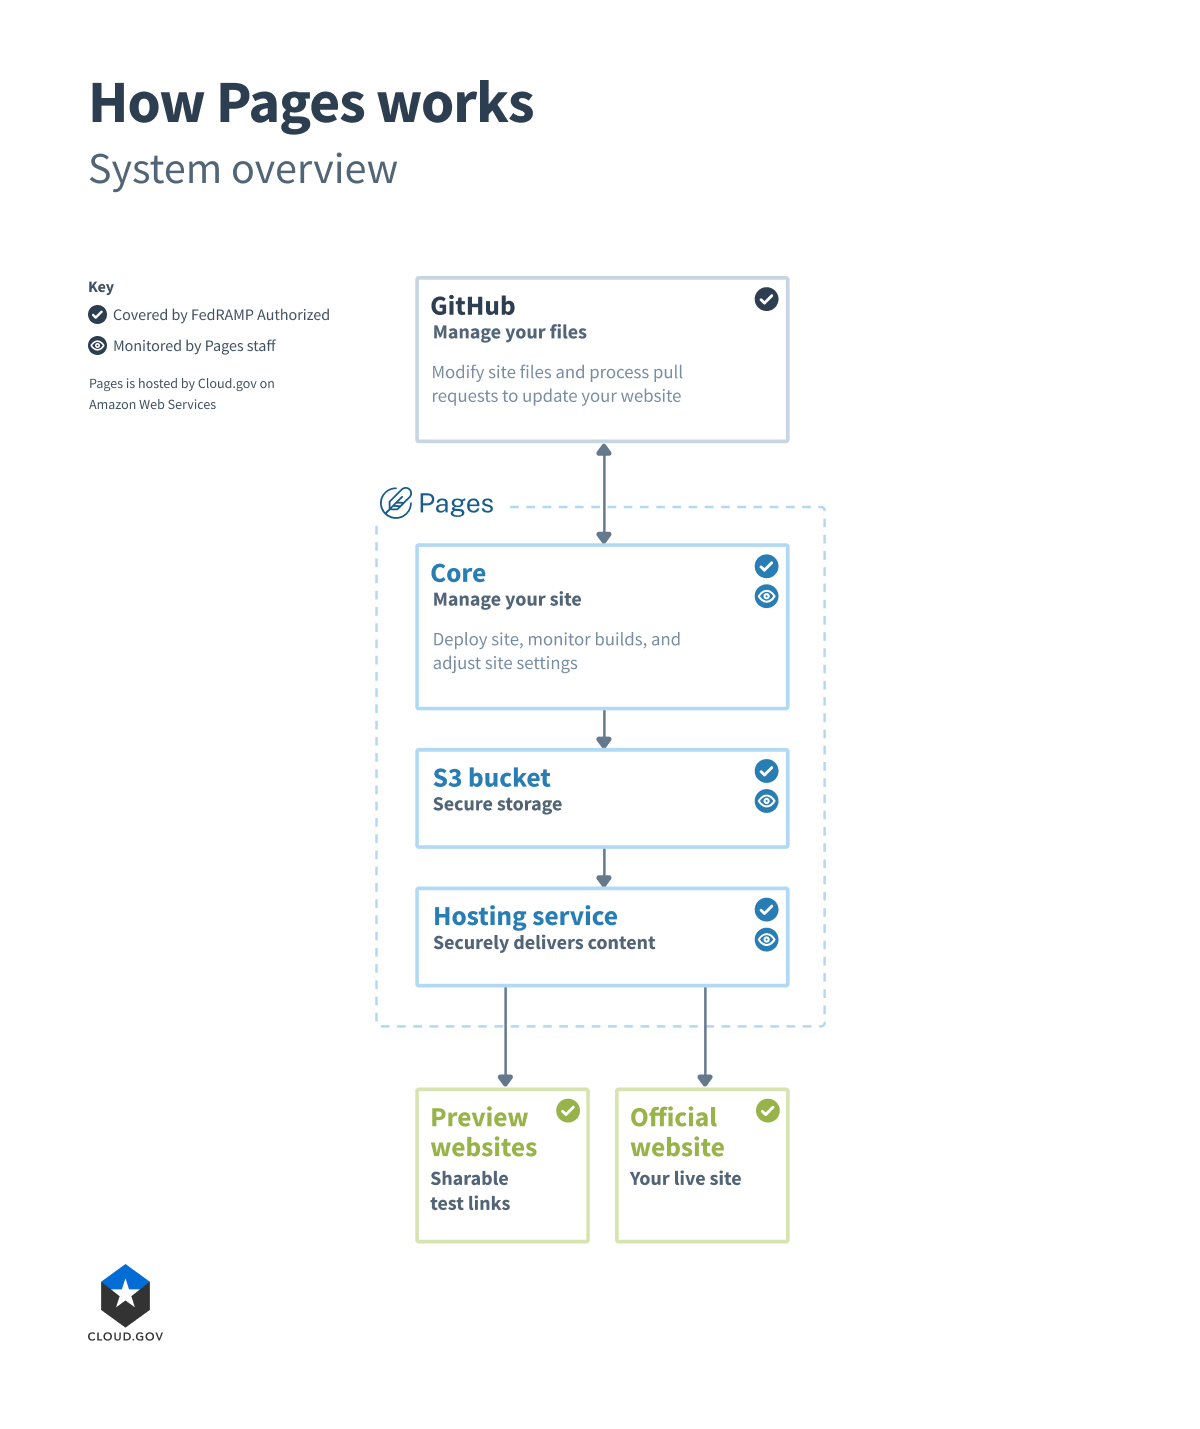 How Pages works
System overview
Key
Covered by FedRAMP Authorized
Monitored by Pages staff
Pages is hosted by Cloud.gov on
Amazon Web Services
GitHub
Manage your files
Modify site files and process pull
requests to update your website
Pages
Core
Manage your site
Deploy site, monitor builds, and
adjust site settings
S3 bucket
Secure storage
Hosting service
Securely delivers content
Preview
websites
Sharable
test links
Official
website
Your live site
CLOUD.GOV